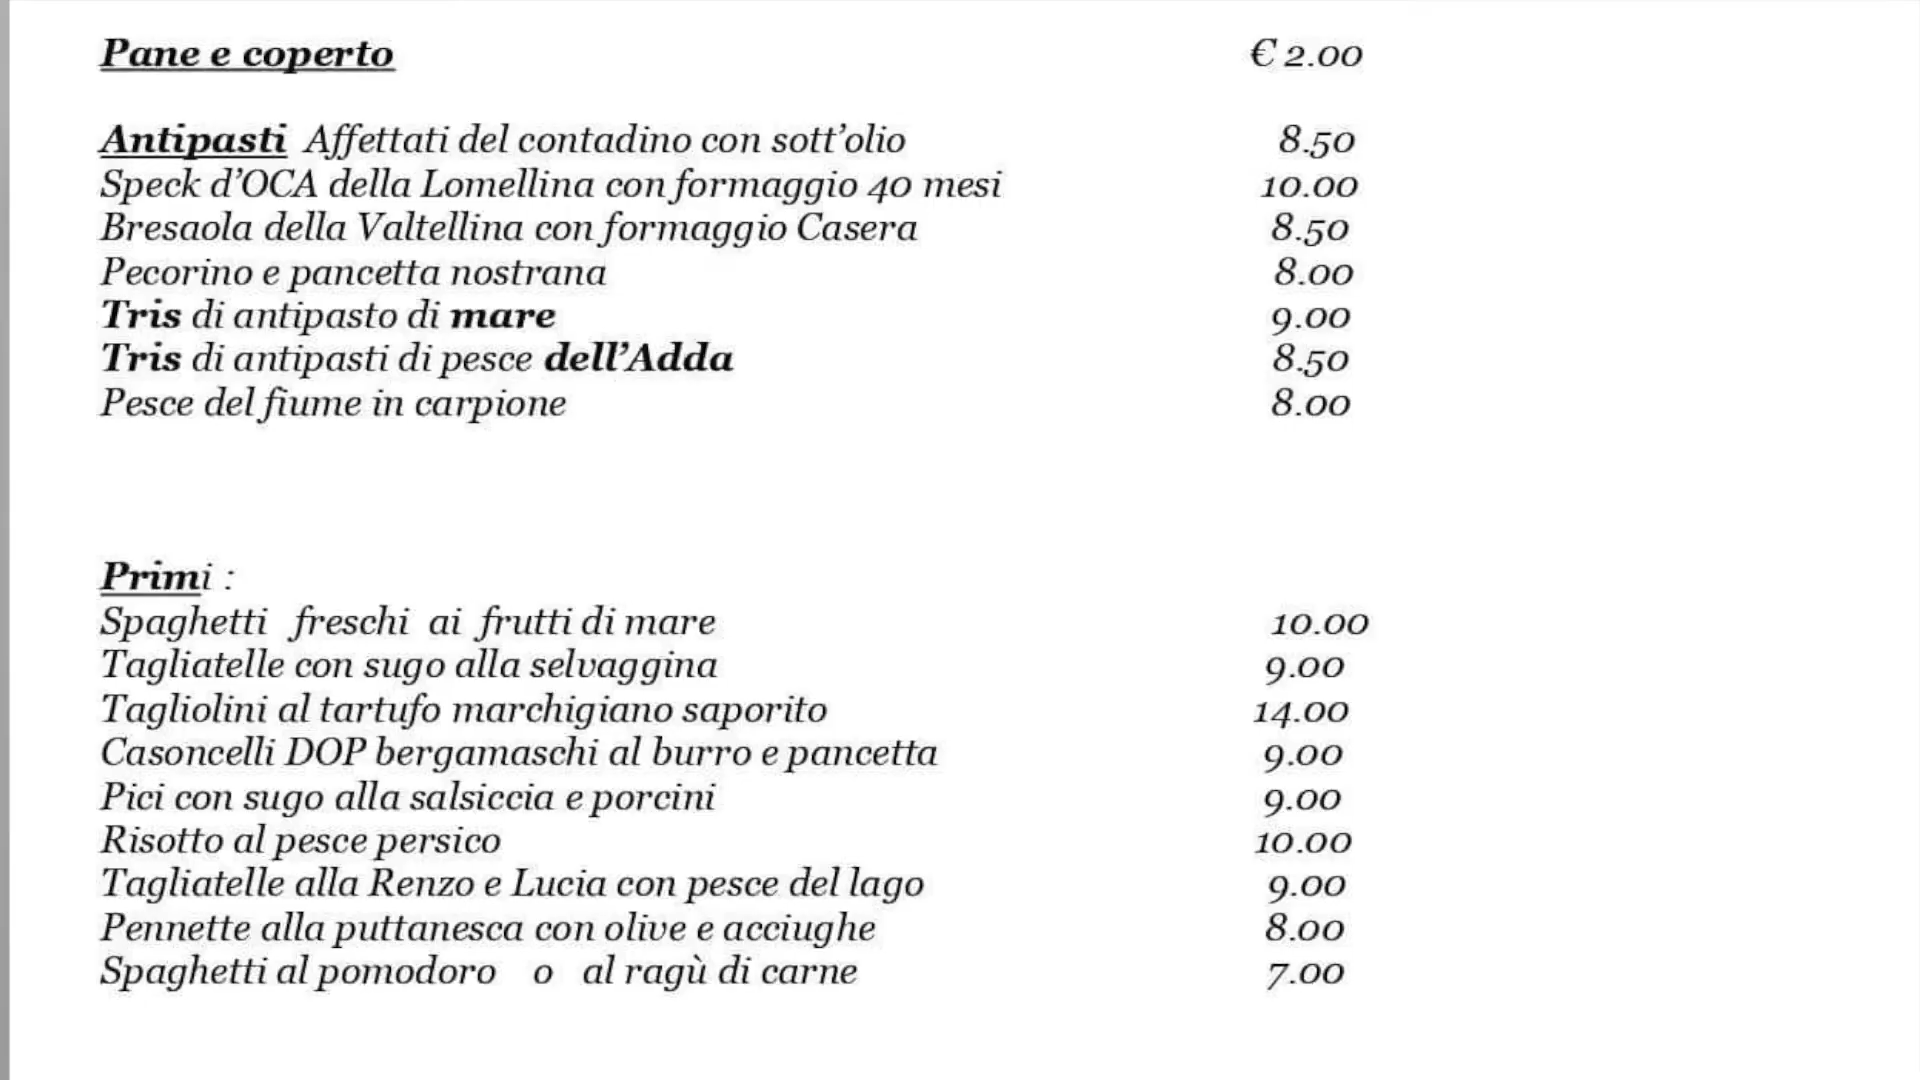 Pane e coperto € 2.00
Antipasti Affettati del contadino con sott'olio 8.50
Speck d'OCA della Lomellina con formaggio 40 mesi 10.00
Bresaola della Valtellina con formaggio Casera 8.50
Pecorino e pancetta nostrana 8.00
Tris di antipasto di mare 9.00
Tris di antipasti di pesce dell'Adda 8.50
Pesce del fiume in carpione 8.00
Primi :
Spaghetti freschi ai frutti di mare 10.00
Tagliatelle con sugo alla selvaggina 9.00
Tagliolini al tartufo marchigiano saporito 14.00
Casoncelli DOP bergamaschi al burro e pancetta 9.00
Pici con sugo alla salsiccia e porcini 9.00
Risotto al pesce persico 10.00
Tagliatelle alla Renzo e Lucia con pesce del lago 9.00
Pennette alla puttanesca con olive e acciughe 8.00
Spaghetti al pomodoro o al ragù di carne 7.00